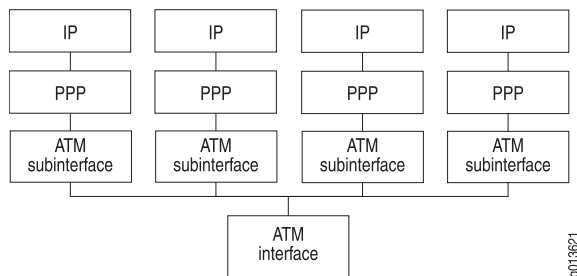 IP
IP
IP
IP
PPP
PPP
PPP
PPP
ATM
subinterface
ATM
subinterface
ATM
subinterface
ATM
subinterface
ATM
interface
g013621